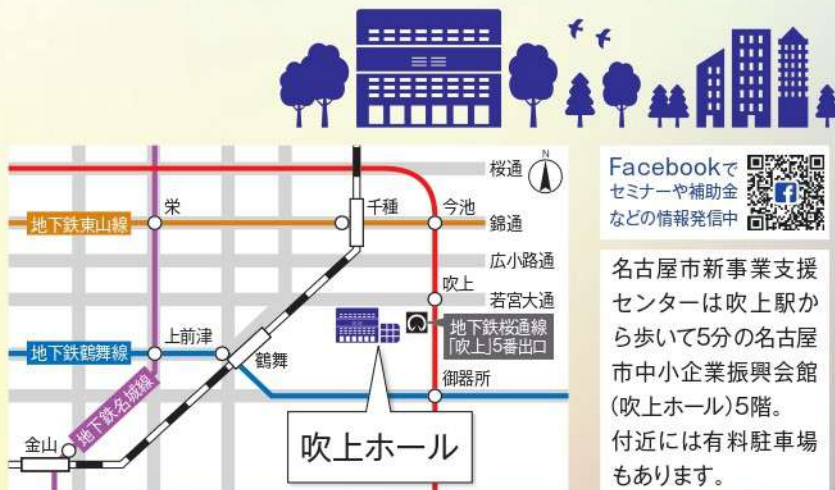 N
桜通
栄
千種
今池
地下鉄東山線
錦通
広小路通
吹上
若宮大通
地下鉄桜通線
「吹上」5番出口
上前津
地下鉄鶴舞線
鶴舞
御器所
地下鉄名城線
金山
吹上ホール
Facebookで
セミナーや補助金
などの情報発信中
f
名古屋市新事業支援
センターは吹上駅か
ら歩いて5分の名古屋
市中小企業振興会館
(吹上ホール)5階。
付近には有料駐車場
もあります。